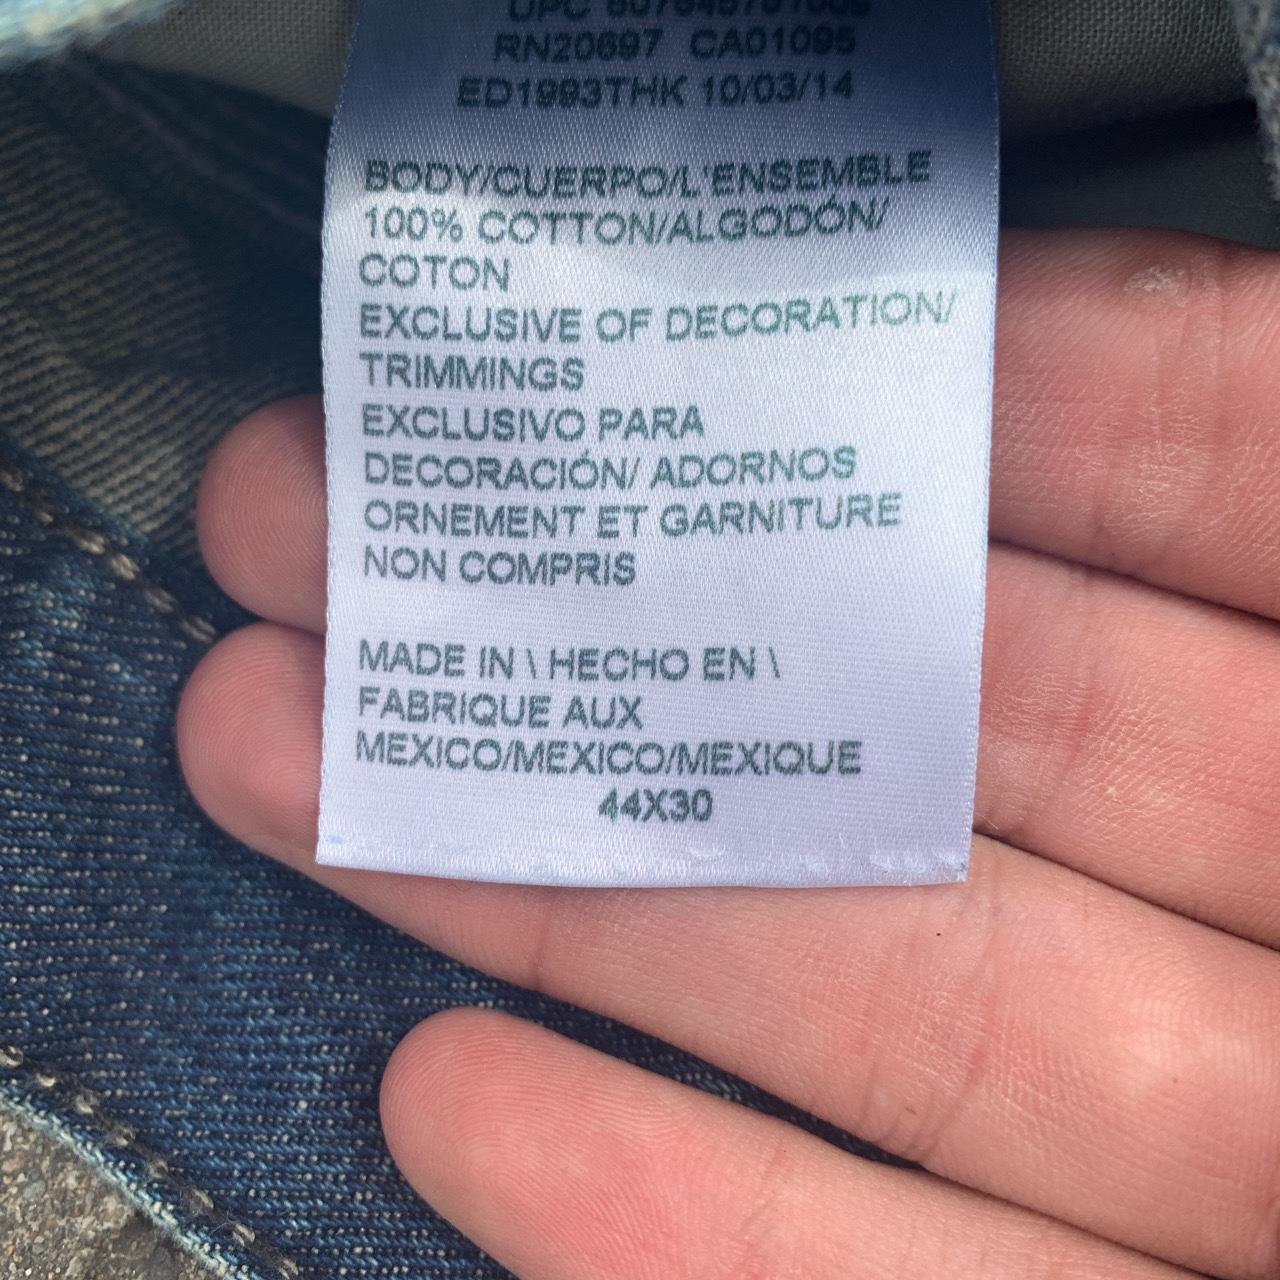 UPC
RN20697 CA01095
ED1993THK 10/03/14
BODY/CUERPO/L'ENSEMBLE
100% COTTON/ALGODÓN/
COTON
EXCLUSIVE OF DECORATION/
TRIMMINGS
EXCLUSIVO PARA
DECORACIÓN/ ADORNOS
ORNEMENT ET GARNITURE
NON COMPRIS
MADE IN \ HECHO EN \
FABRIQUE AUX
MEXICO/MEXICO/MEXIQUE
44X30